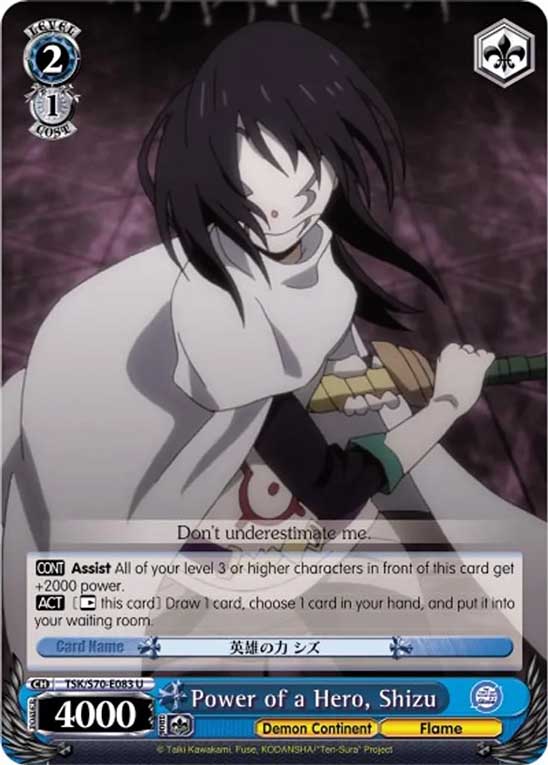 LEVEL
2
1
COST
Don't underestimate me.
CONT Assist All of your level 3 or higher characters in front of this card get
+2000 power.
ACT [ this card] Draw 1 card, choose 1 card in your hand, and put it into
your waiting room.
Card Name 英雄の力 シズ
CH TSK/S70-E083 U
Power of a Hero, Shizu
POWER 4000
SOUL
Demon Continent Flame
© Taiki Kawakami, Fuse, KODANSHA/"Ten-Sura" Project